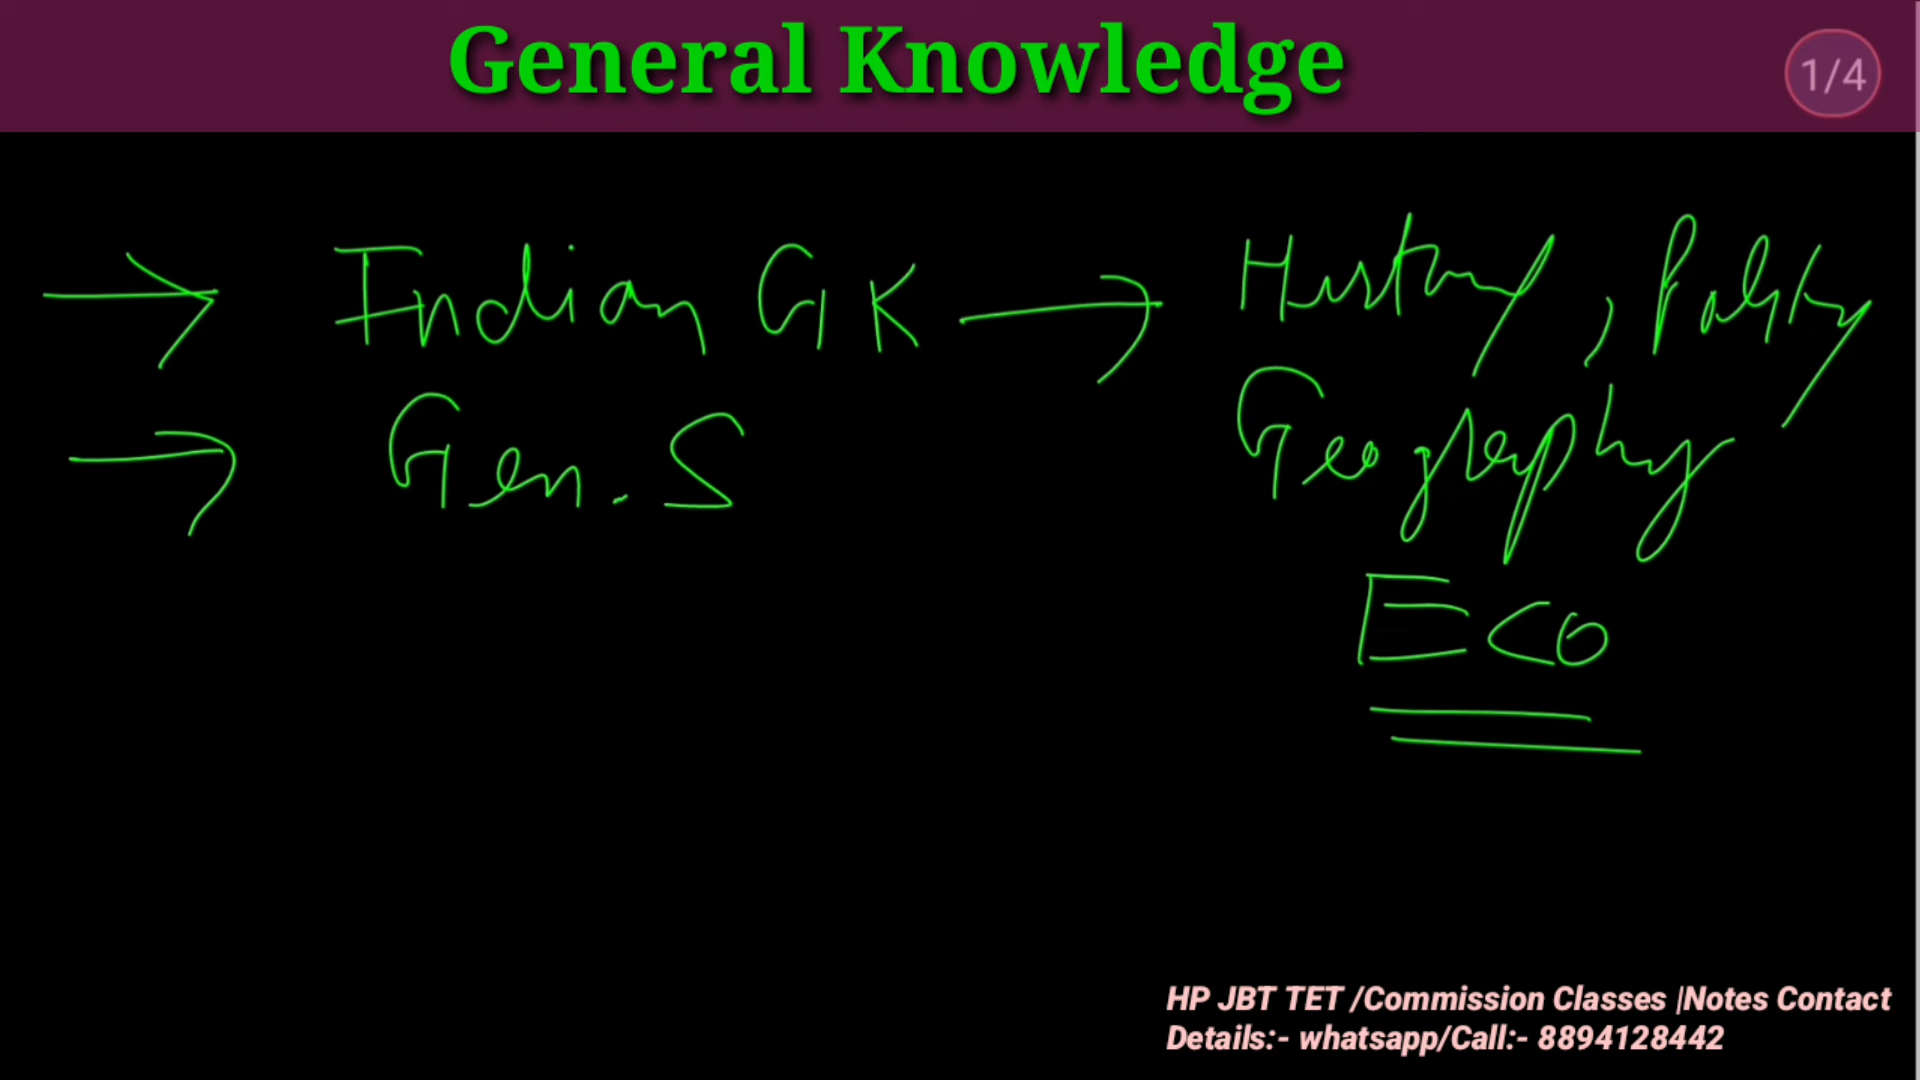 General Knowledge
1/4
→ Indian GK → History, Polity
Geography
Eco
→ Gen. S
HP JBT TET /Commission Classes |Notes Contact
Details:- whatsapp/Call:- 8894128442